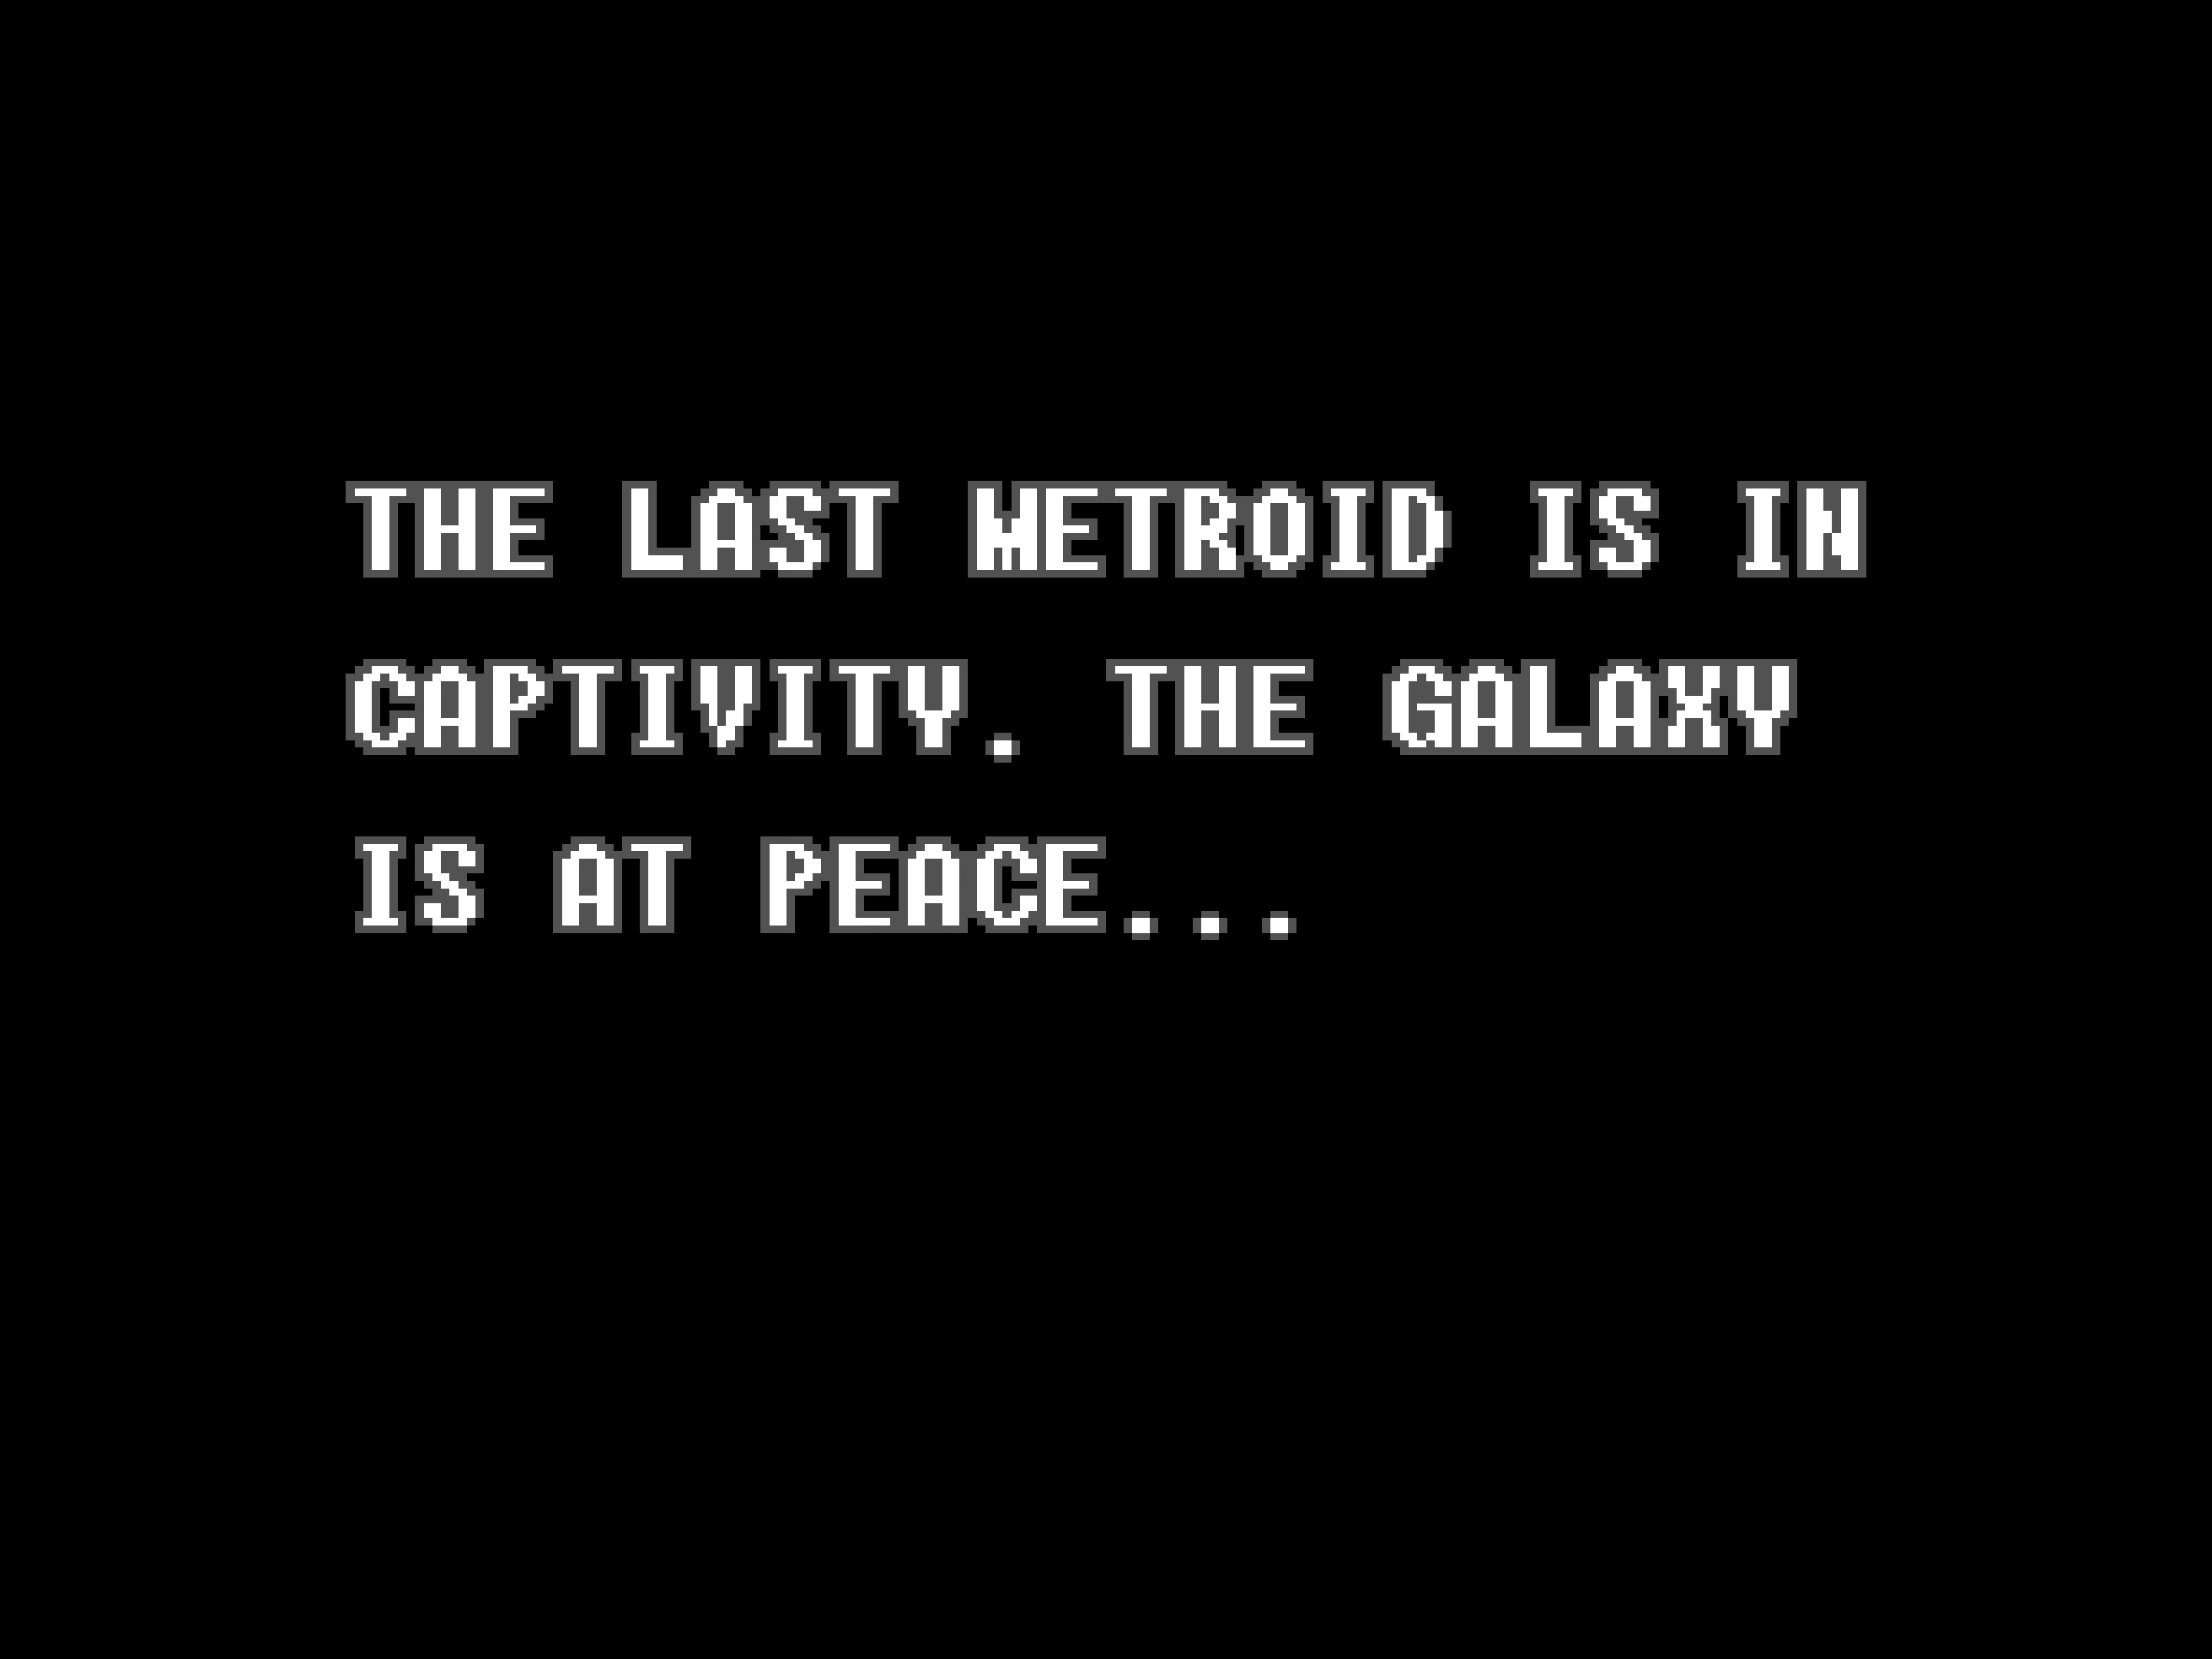 THE LAST METROID IS IN
CAPTIVITY. THE GALAXY
IS AT PEACE...